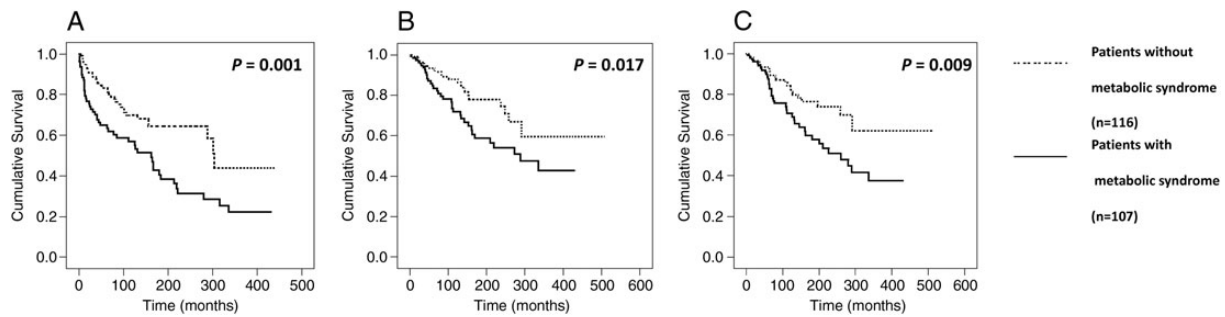 A
Cumulative Survival
1.0
0.8
0.6
0.4
0.2
0.0
P = 0.001
0 100 200 300 400 500
Time (months)
B
Cumulative Survival
1.0
0.8
0.6
0.4
0.2
0.0
P = 0.017
0 100 200 300 400 500 600
Time (months)
C
Cumulative Survival
1.0
0.8
0.6
0.4
0.2
0.0
P = 0.009
0 100 200 300 400 500 600
Time (months)
Patients without
metabolic syndrome
(n=116)
Patients with
metabolic syndrome
(n=107)